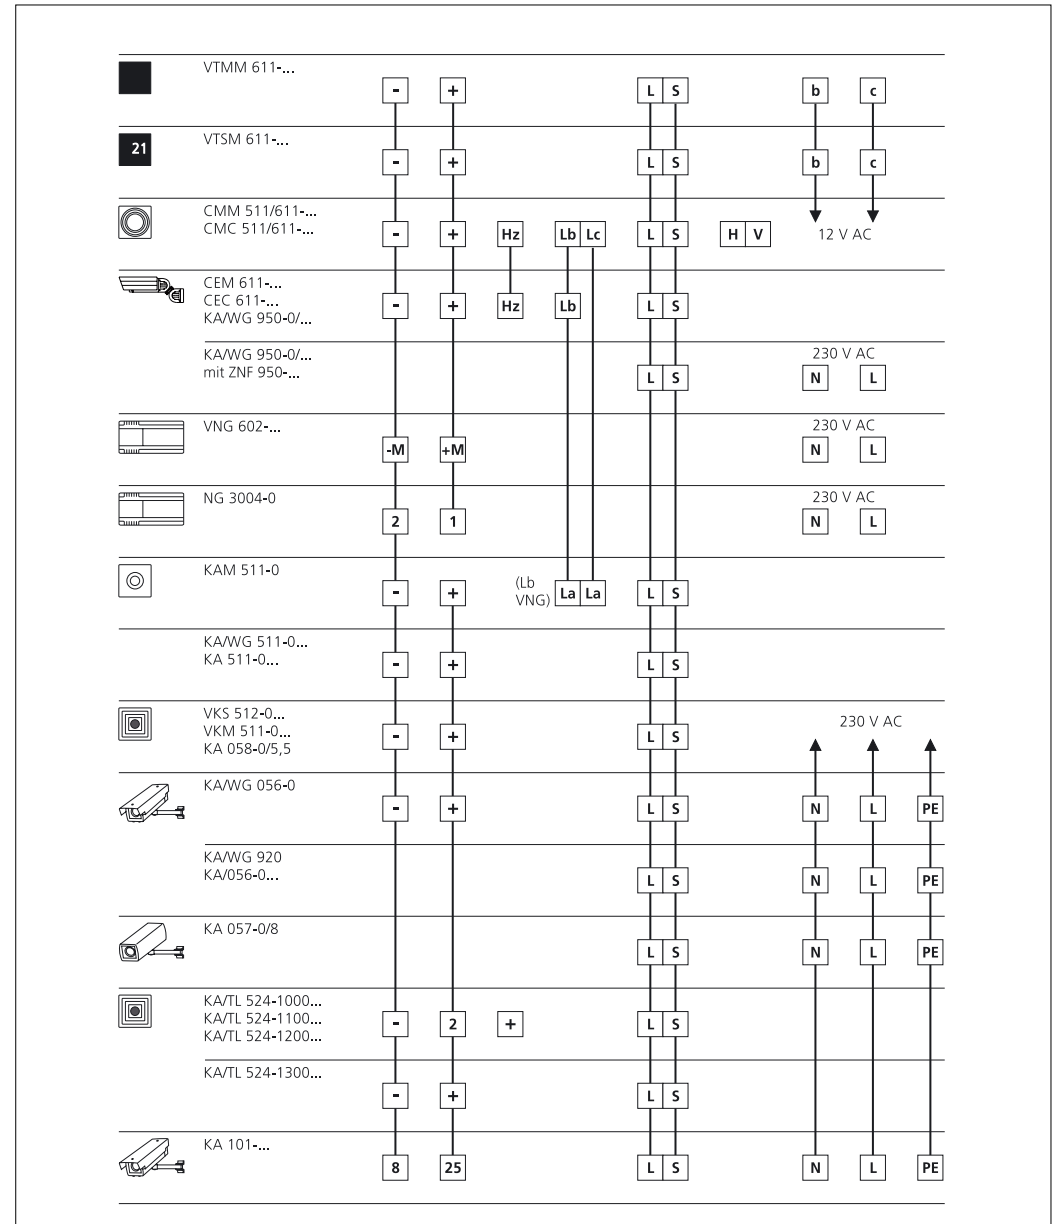 VTMM 611-...
- + L S b c
21 VTSM 611-...
- + L S b c
CMM 511/611-...
CMC 511/611-...
- + Hz Lb Lc L S H V 12 V AC
CEM 611-...
CEC 611-...
KA/WG 950-0/...
- + Hz Lb L S
KA/WG 950-0/... 230 V AC
mit ZNF 950-...
L S N L
VNG 602-... 230 V AC
-M +M N L
NG 3004-0 230 V AC
2 1 N L
KAM 511-0
(Lb
VNG)
- + La La L S
KA/WG 511-0...
KA 511-0...
- + L S
VKS 512-0...
VKM 511-0... 230 V AC
KA 058-0/5,5
- + L S
KA/WG 056-0
- + L S N L PE
KA/WG 920
KA/056-0...
L S N L PE
KA 057-0/8
L S N L PE
KA/TL 524-1000...
KA/TL 524-1100...
KA/TL 524-1200...
- 2 + L S
KA/TL 524-1300...
- + L S
KA 101-...
8 25 L S N L PE